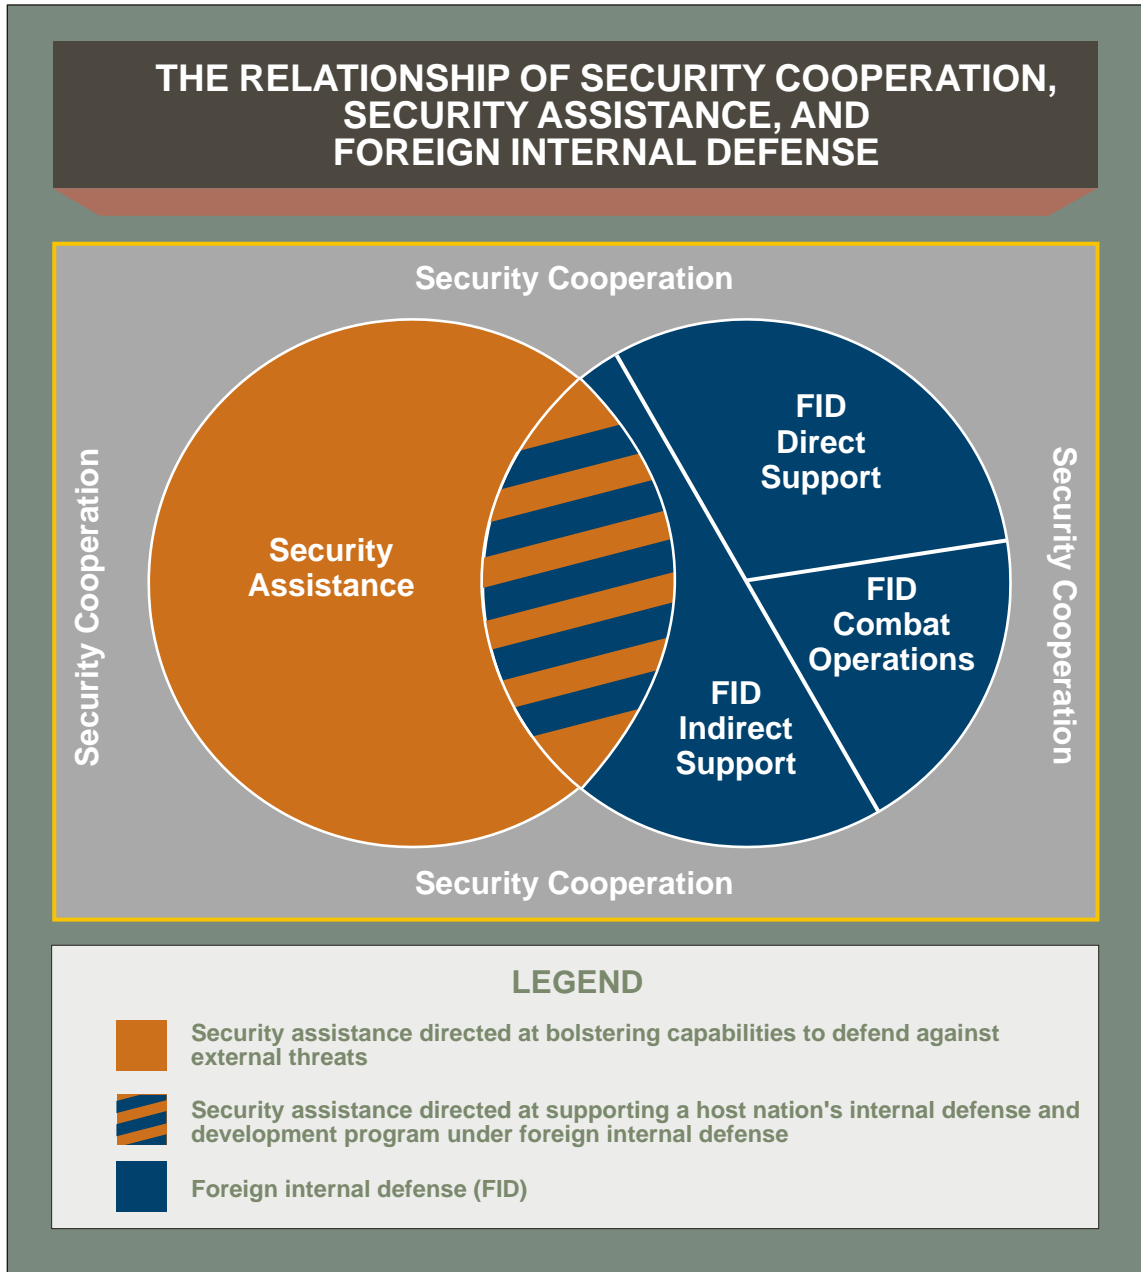 THE RELATIONSHIP OF SECURITY COOPERATION,
SECURITY ASSISTANCE, AND
FOREIGN INTERNAL DEFENSE
Security Cooperation
Security Cooperation
Security
Assistance
FID
Direct
Support
FID
Combat
Operations
FID
Indirect
Support
Security Cooperation
Security Cooperation
LEGEND
Security assistance directed at bolstering capabilities to defend against
external threats
Security assistance directed at supporting a host nation's internal defense and
development program under foreign internal defense
Foreign internal defense (FID)